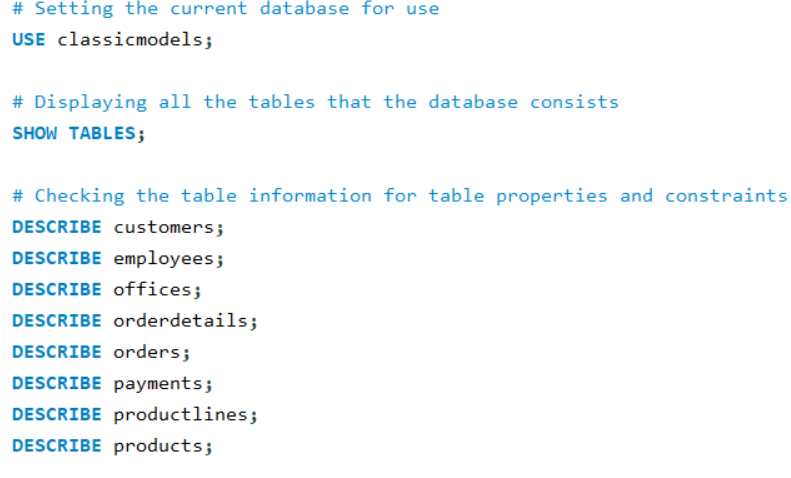 # Setting the current database for use
USE classicmodels;
# Displaying all the tables that the database consists
SHOW TABLES;
# Checking the table information for table properties and constraints
DESCRIBE customers;
DESCRIBE employees;
DESCRIBE offices;
DESCRIBE orderdetails;
DESCRIBE orders;
DESCRIBE payments;
DESCRIBE productlines;
DESCRIBE products;